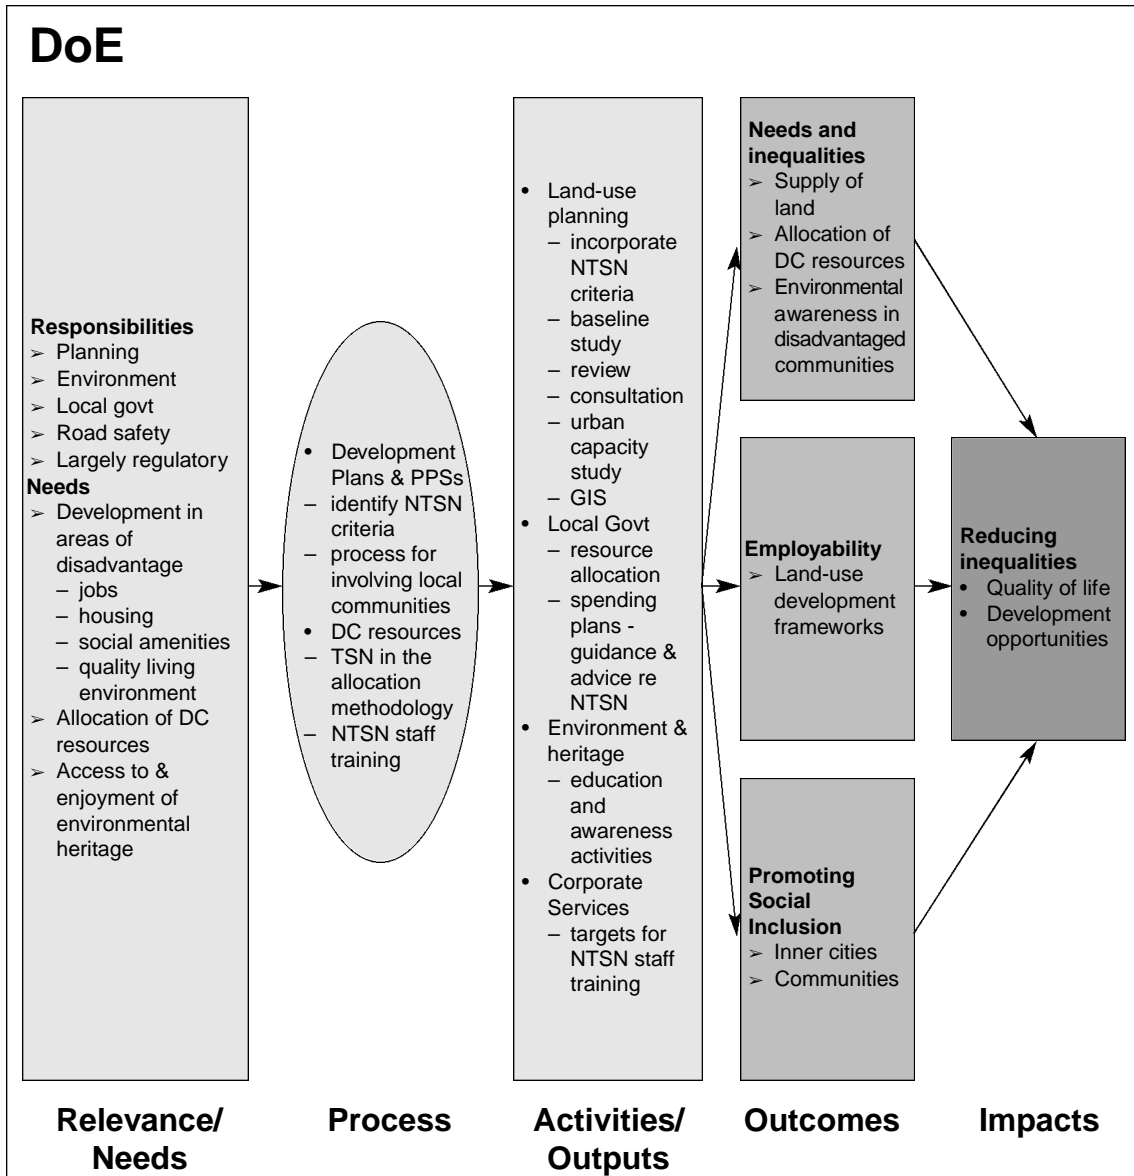 DoE
Responsibilities
➢ Planning
➢ Environment
➢ Local govt
➢ Road safety
➢ Largely regulatory
Needs
➢ Development in
areas of
disadvantage
– jobs
– housing
– social amenities
– quality living
environment
➢ Allocation of DC
resources
➢ Access to &
enjoyment of
environmental
heritage
Relevance/
Needs
• Development
Plans & PPSs
– identify NTSN
criteria
– process for
involving local
communities
• DC resources
– TSN in the
allocation
methodology
– NTSN staff
training
Process
• Land-use
planning
– incorporate
NTSN
criteria
– baseline
study
– review
– consultation
– urban
capacity
study
– GIS
• Local Govt
– resource
allocation
– spending
plans -
guidance &
advice re
NTSN
• Environment &
heritage
– education
and
awareness
activities
• Corporate
Services
– targets for
NTSN staff
training
Activities/
Outputs
Needs and
inequalities
➢ Supply of
land
➢ Allocation of
DC resources
➢ Environmental
awareness in
disadvantaged
communities
Employability
➢ Land-use
development
frameworks
Promoting
Social
Inclusion
➢ Inner cities
➢ Communities
Outcomes
Reducing
inequalities
• Quality of life
• Development
opportunities
Impacts